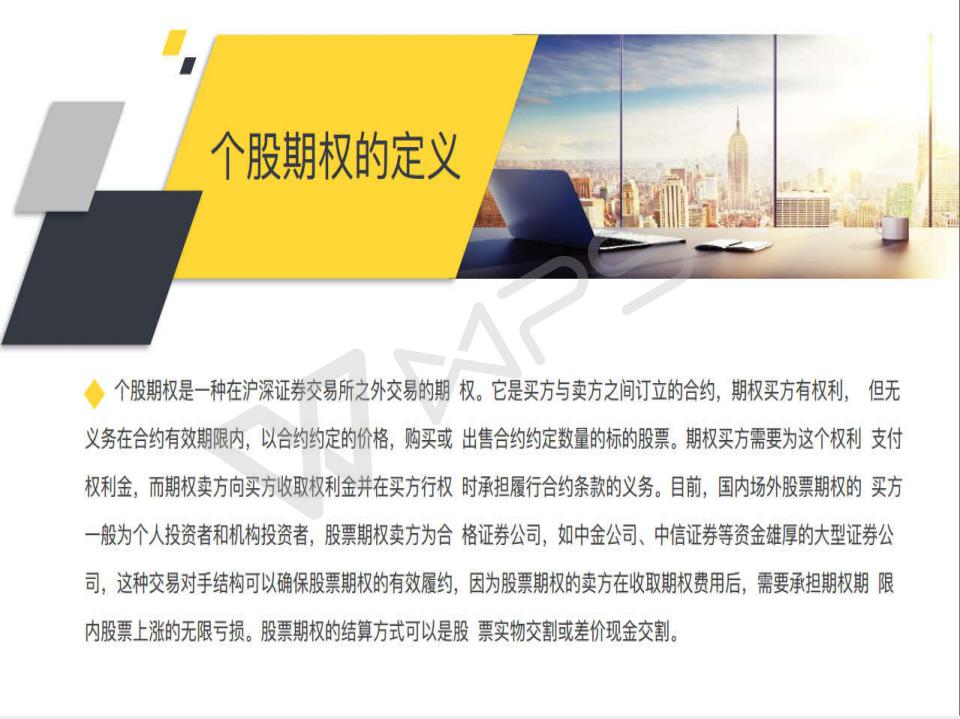 个股期权的定义
个股期权是一种在沪深证券交易所之外交易的期 权。它是买方与卖方之间订立的合约，期权买方有权利， 但无
义务在合约有效期限内，以合约约定的价格，购买或 出售合约约定数量的标的股票。期权买方需要为这个权利 支付
权利金，而期权卖方向买方收取权利金并在买方行权 时承担履行合约条款的义务。目前，国内场外股票期权的 买方
一般为个人投资者和机构投资者，股票期权卖方为合 格证券公司，如中金公司、中信证券等资金雄厚的大型证券公
司，这种交易对手结构可以确保股票期权的有效履约，因为股票期权的卖方在收取期权费用后，需要承担期权期 限
内股票上涨的无限亏损。股票期权的结算方式可以是股 票实物交割或差价现金交割。
WPS